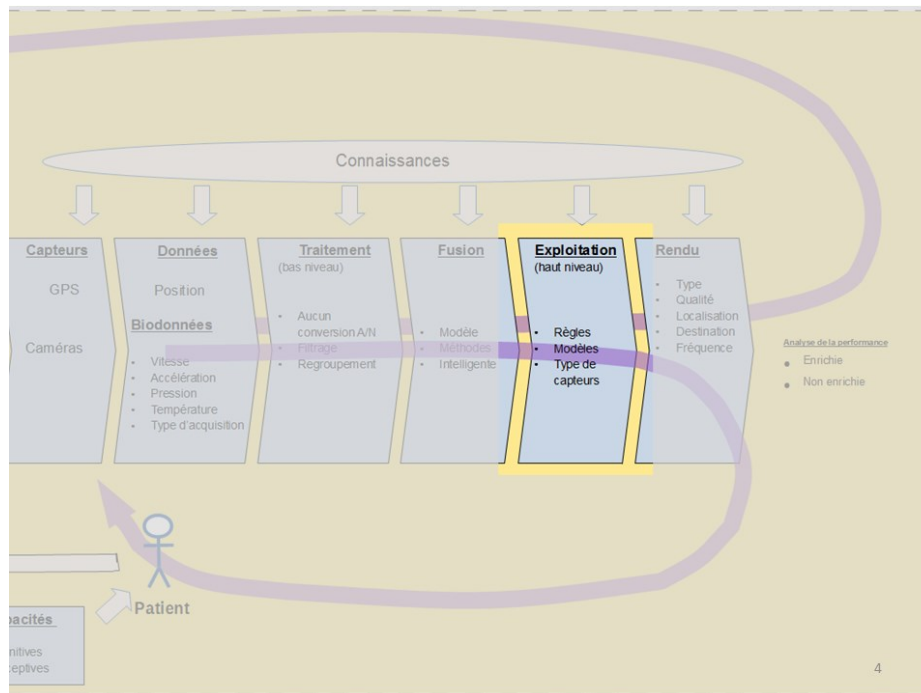 Connaissances
Capteurs
GPS
Caméras
Données
Position
Biodonnées
• Vitesse
• Accélération
• Pression
• Température
• Type d'acquisition
Traitement
(bas niveau)
• Aucun
conversion A/N
• Filtrage
• Regroupement
Fusion
• Modèle
• Méthodes
• Intelligente
Exploitation
(haut niveau)
• Règles
• Modèles
• Type de
capteurs
Rendu
• Type
• Qualité
• Localisation
• Destination
• Fréquence
Analyse de la performance
• Enrichie
• Non enrichie
Patient
pacités
nitives
ceptives
4